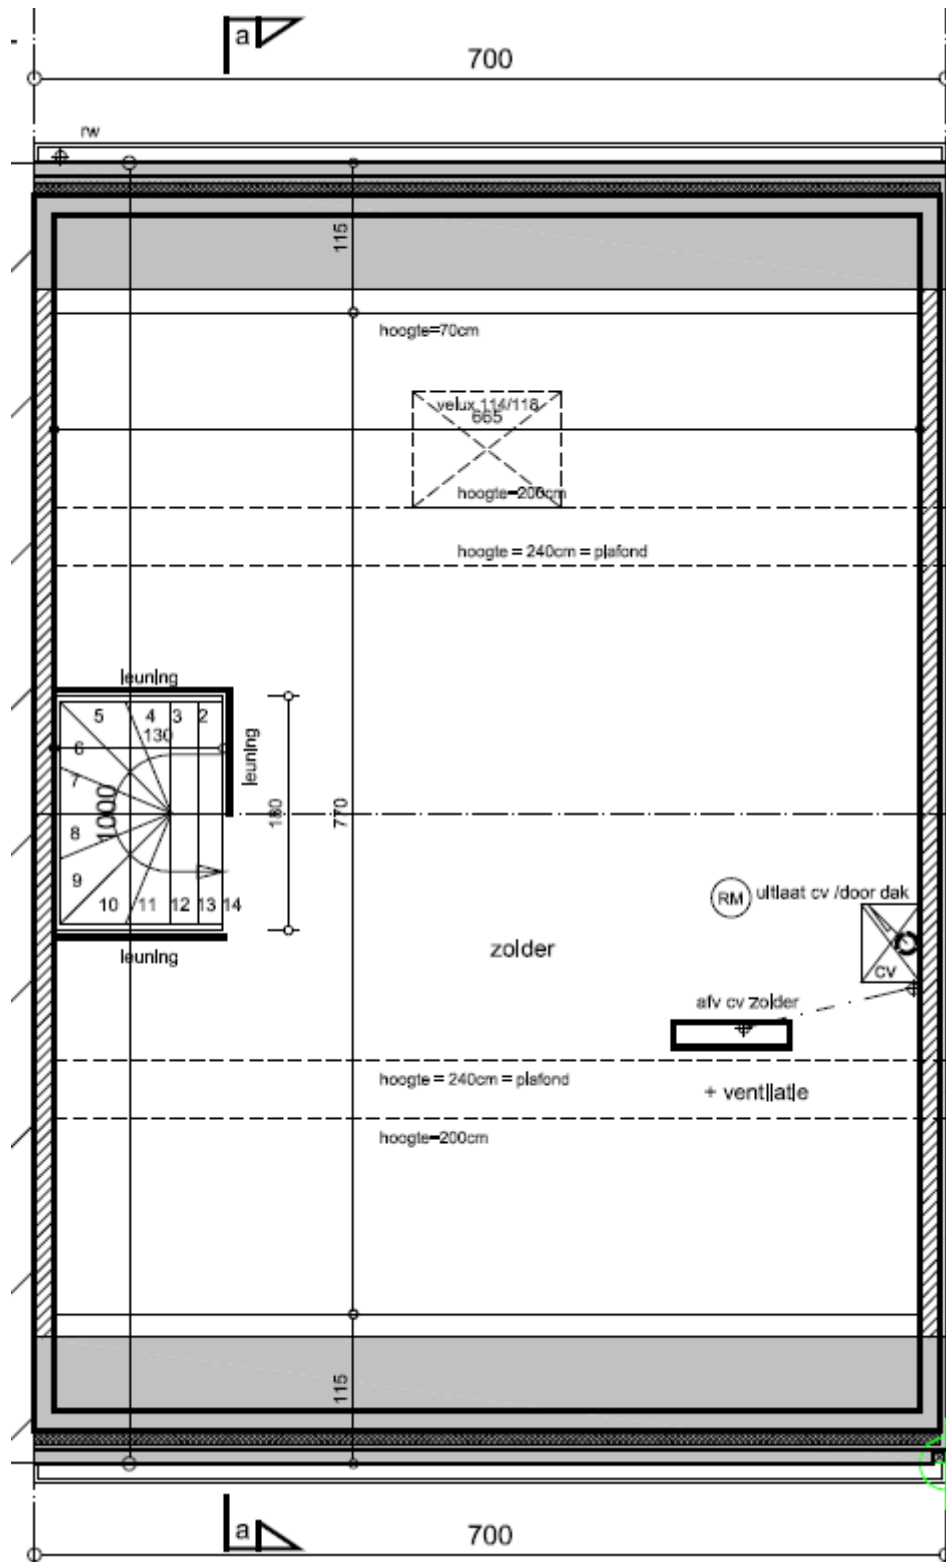 a
700
rw
115
hoogte=70cm
velux 114/118
665
hoogte=200cm
hoogte = 240cm = plafond
leuning
5 4 3 2
130
6
leuning
7
1000
180
770
8
9
10 11 12 13 14
RM uitlaat cv /door dak
leuning
zolder
cv
afv cv zolder
hoogte = 240cm = plafond
+ ventilatie
hoogte=200cm
115
a
700